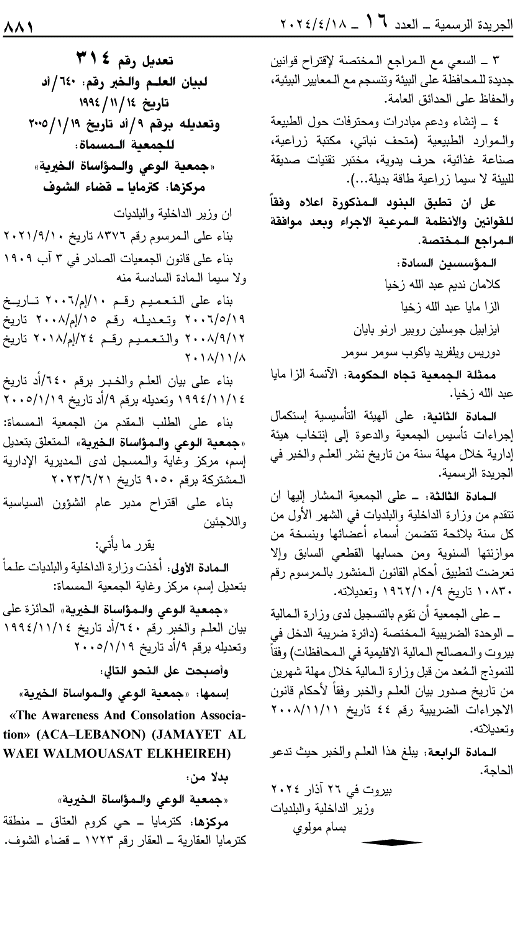 الجريدة الرسمية ــ العدد ١٦ ــ ٢٠٢٤/٤/١٨
٨٨١
٣ ــ السعي مع المراجع المختصة لإقتراح قوانين
جديدة للمحافظة على البيئة وتنسجم مع المعايير البيئية،
والحفاظ على الحدائق العامة.
٤ ــ إنشاء ودعم مبادرات ومحترفات حول الطبيعة
والموارد الطبيعية (متحف نباتي، مكتبة زراعية،
صناعة غذائية، حرف يدوية، مختبر تقنيات صديقة
للبيئة لا سيما زراعية طاقة بديلة...).
على ان تطبق البنود المذكورة اعلاه وفقاً
للقوانين والأنظمة المرعية الاجراء وبعد موافقة
المراجع المختصة.
المؤسسين السادة:
كلامان نديم عبد الله زخيا
الزا مايا عبد الله زخيا
ايزابيل جوسلين روبير ارنو بايان
دوريس ويلفريد ياكوب سومر سومر
ممثلة الجمعية تجاه الحكومة: الآنسة الزا مايا
عبد الله زخيا.
المادة الثانية: على الهيئة التأسيسية إستكمال
إجراءات تأسيس الجمعية والدعوة إلى إنتخاب هيئة
إدارية خلال مهلة سنة من تاريخ نشر العلم والخبر في
الجريدة الرسمية.
المادة الثالثة: ــ على الجمعية المشار إليها ان
تتقدم من وزارة الداخلية والبلديات في الشهر الأول من
كل سنة بلائحة تتضمن أسماء أعضائها وبنسخة من
موازنتها السنوية ومن حسابها القطعي السابق وإلا
تعرضت لتطبيق أحكام القانون المنشور بالمرسوم رقم
١٠٨٣٠ تاريخ ١٩٦٢/١٠/٩ وتعديلاته.
ــ على الجمعية أن تقوم بالتسجيل لدى وزارة المالية
ــ الوحدة الضريبية المختصة (دائرة ضريبة الدخل في
بيروت والمصالح المالية الاقليمية في المحافظات) وفقاً
للنموذج المُعد من قبل وزارة المالية خلال مهلة شهرين
من تاريخ صدور بيان العلم والخبر وفقاً لأحكام قانون
الاجراءات الضريبية رقم ٤٤ تاريخ ٢٠٠٨/١١/١١
وتعديلاته.
المادة الرابعة: يبلغ هذا العلم والخبر حيث تدعو
الحاجة.
بيروت في ٢٦ آذار ٢٠٢٤
وزير الداخلية والبلديات
بسام مولوي
تعديل رقم ٣١٤
لبيان العلم والخبر رقم: ٦٤٠/أد
تاريخ ١٩٩٤/١١/١٤
وتعديله برقم ٩/أد تاريخ ٢٠٠٥/١/١٩
للجمعية المسماة:
«جمعية الوعي والمؤاساة الخيرية»
مركزها: كترمايا ــ قضاء الشوف
ان وزير الداخلية والبلديات
بناء على المرسوم رقم ٨٣٧٦ تاريخ ٢٠٢١/٩/١٠
بناء على قانون الجمعيات الصادر في ٣ آب ١٩٠٩
ولا سيما المادة السادسة منه
بناء على التعميم رقم ١٠/إم/٢٠٠٦ تاريخ
٢٠٠٦/٥/١٩ وتعديله رقم ١٥/إم/٢٠٠٨ تاريخ
٢٠٠٨/٩/١٢ والتعميم رقم ٢٤/إم/٢٠١٨ تاريخ
٢٠١٨/١١/٨
بناء على بيان العلم والخبر برقم ٦٤٠/أد تاريخ
١٩٩٤/١١/١٤ وتعديله برقم ٩/أد تاريخ ٢٠٠٥/١/١٩
بناء على الطلب المقدم من الجمعية المسماة:
«جمعية الوعي والمؤاساة الخيرية» المتعلق بتعديل
إسم، مركز وغاية والمسجل لدى المديرية الإدارية
المشتركة برقم ٩٠٥٠ تاريخ ٢٠٢٣/٦/٢١
بناء على اقتراح مدير عام الشؤون السياسية
واللاجئين
يقرر ما يأتي:
المادة الأولى: أخذت وزارة الداخلية والبلديات علماً
بتعديل إسم، مركز وغاية الجمعية المسماة:
«جمعية الوعي والمؤاساة الخيرية» الحائزة على
بيان العلم والخبر رقم ٦٤٠/أد تاريخ ١٩٩٤/١١/١٤
وتعديله برقم ٩/أد تاريخ ٢٠٠٥/١/١٩
وأصبحت على النحو التالي:
إسمها: «جمعية الوعي والمواساة الخيرية»
«The Awareness And Consolation Associa-
tion» (ACA–LEBANON) (JAMAYET AL
WAEI WALMOUASAT ELKHEIREH)
بدلا من:
«جمعية الوعي والمؤاساة الخيرية»
مركزها: كترمايا ــ حي كروم العتاق ــ منطقة
كترمايا العقارية ــ العقار رقم ١٧٢٣ ــ قضاء الشوف.